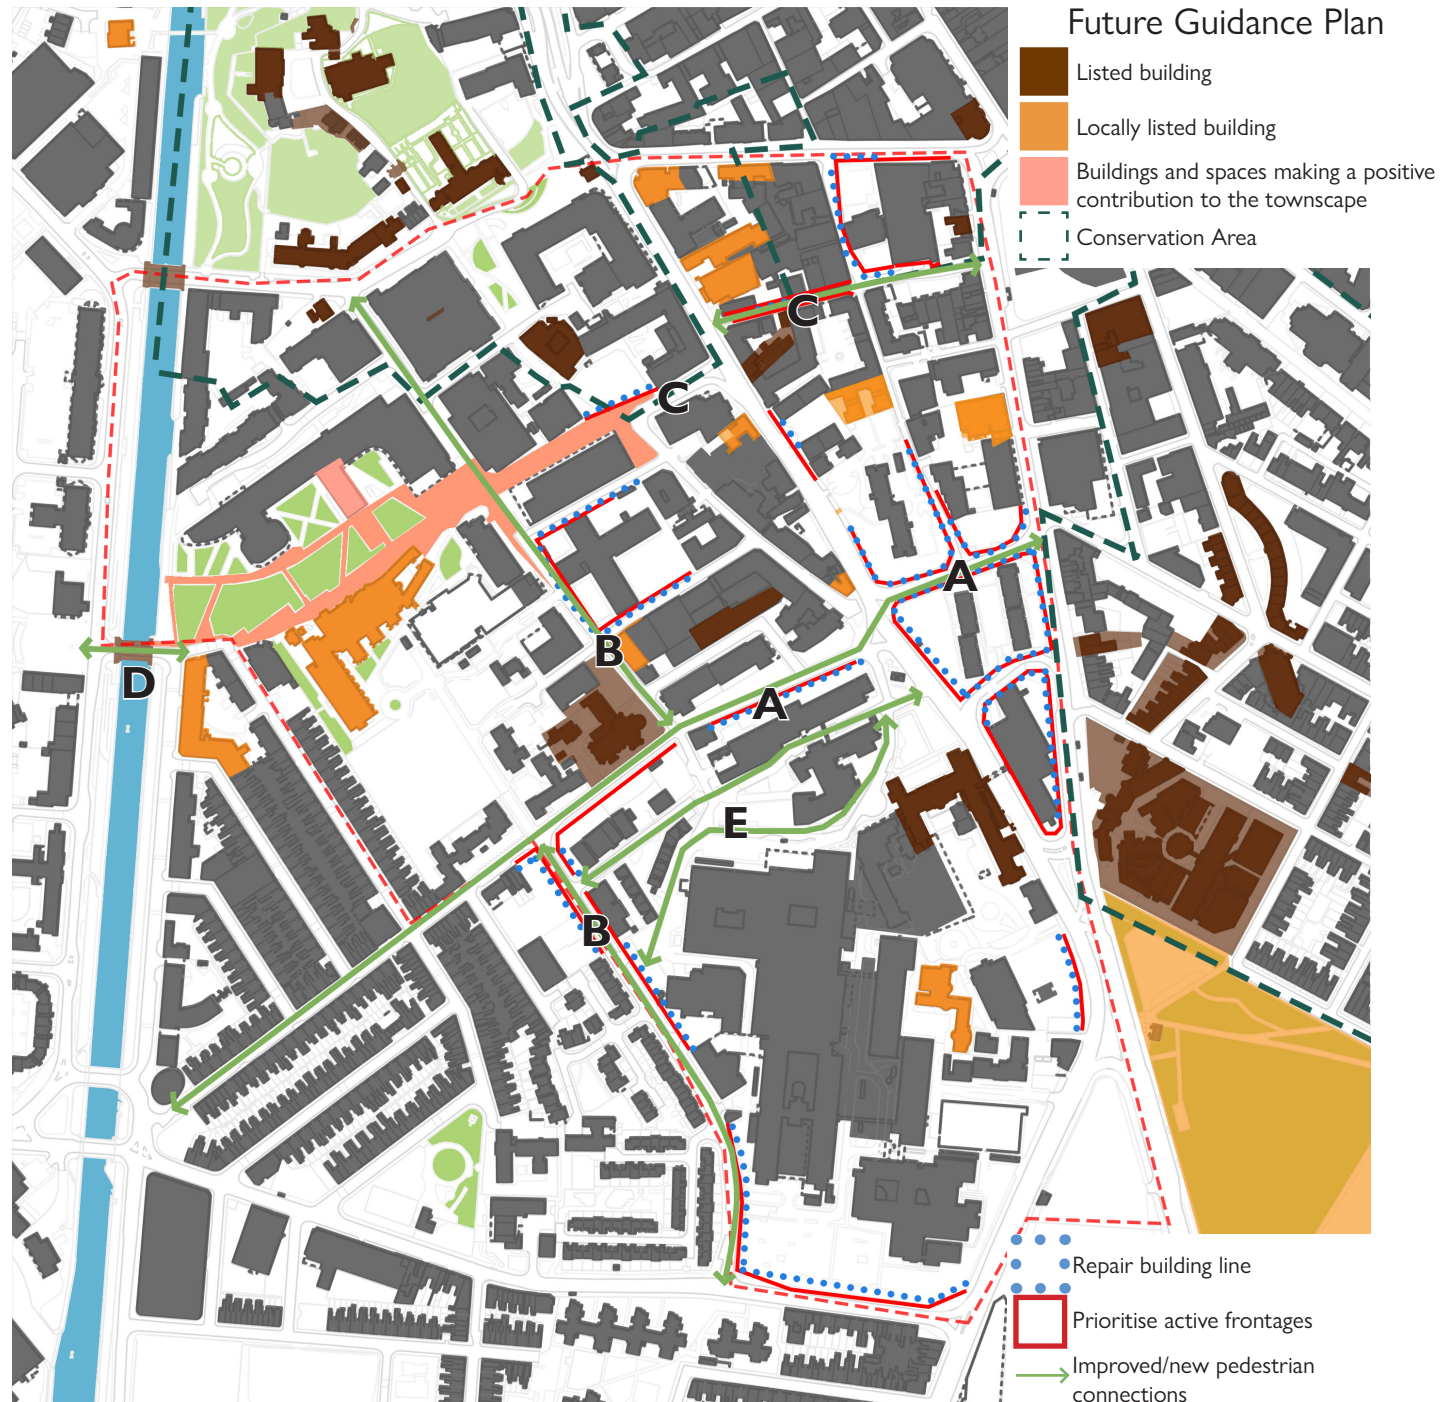 Future Guidance Plan
Listed building
Locally listed building
Buildings and spaces making a positive
contribution to the townscape
Conservation Area
C
C
A
B
D
A
E
B
Repair building line
Prioritise active frontages
Improved/new pedestrian
connections